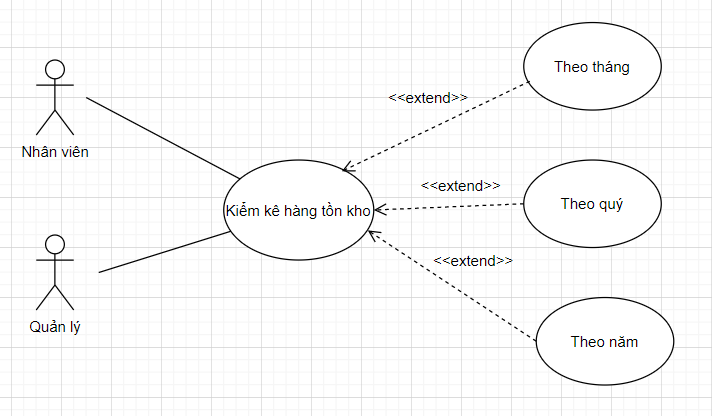 Theo tháng
<<extend>>
Nhân viên
<<extend>>
Kiểm kê hàng tồn kho
Theo quý
<<extend>>
Quản lý
Theo năm